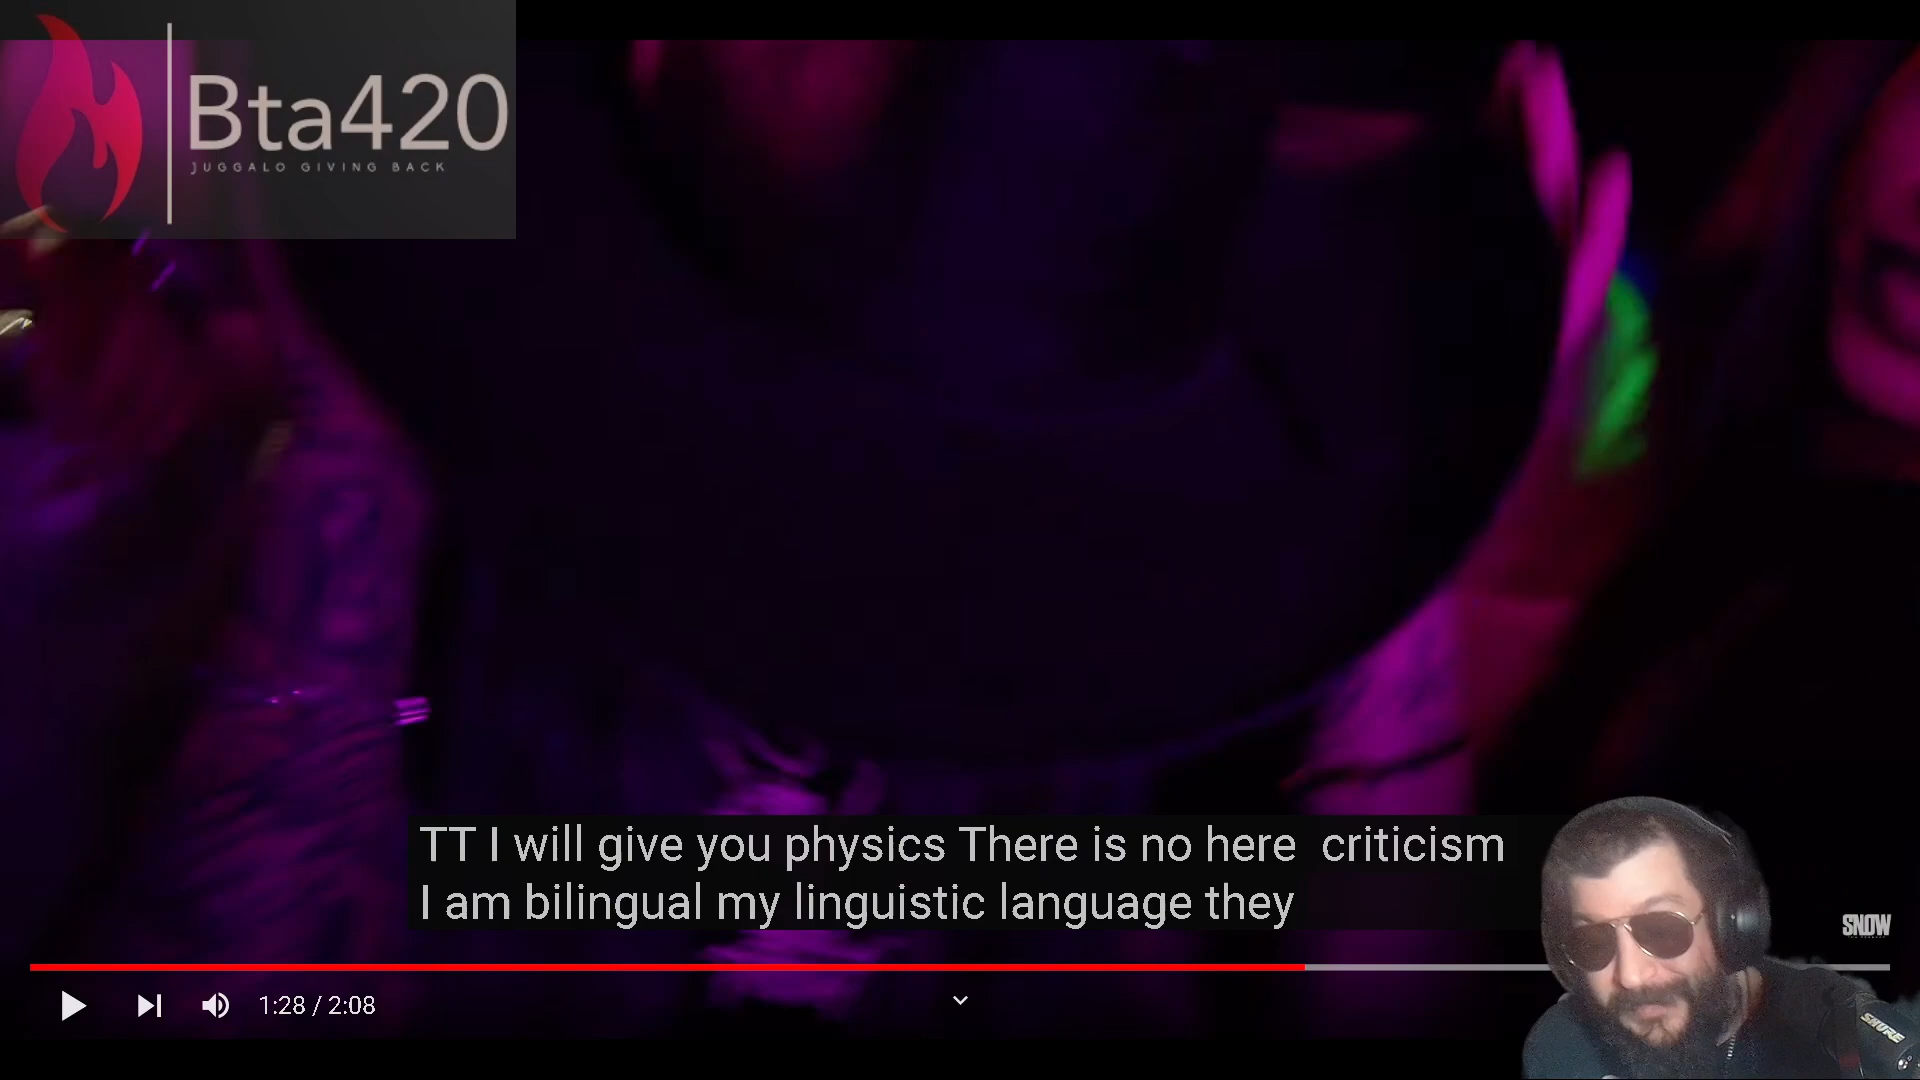 Bta420
JUGGALO GIVING BACK
TT I will give you physics There is no here criticism
I am bilingual my linguistic language they
SNOW
1:28 / 2:08
SHURE